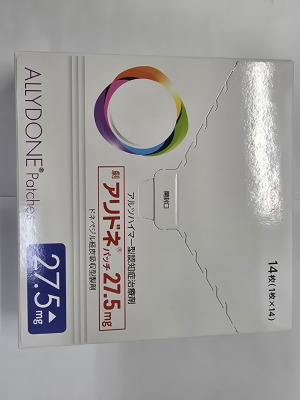 ALLYDONE® Patches
27.5mg
アルツハイマー型認知症治療剤
劇 アリドネ®パッチ 27.5mg
ドネペジル経皮吸収型製剤
開封口
14枚(1枚×14)